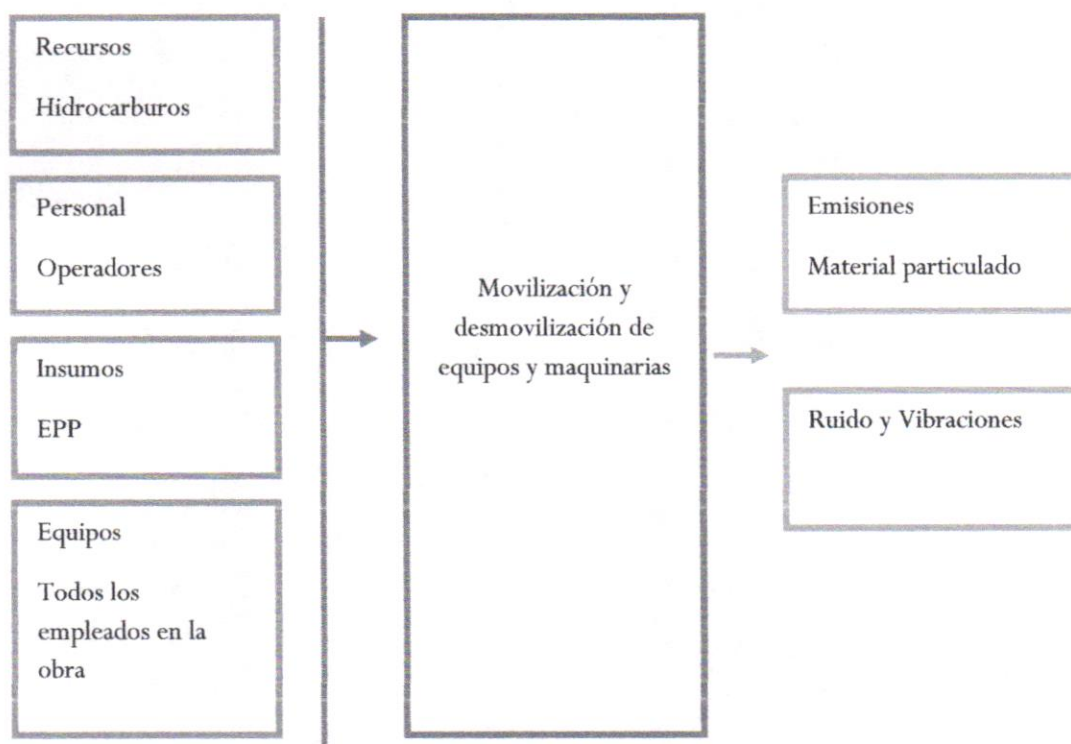 Recursos
Hidrocarburos
Personal
Operadores
Insumos
EPP
Equipos
Todos los
empleados en la
obra
Movilización y
desmovilización de
equipos y maquinarias
Emisiones
Material particulado
Ruido y Vibraciones